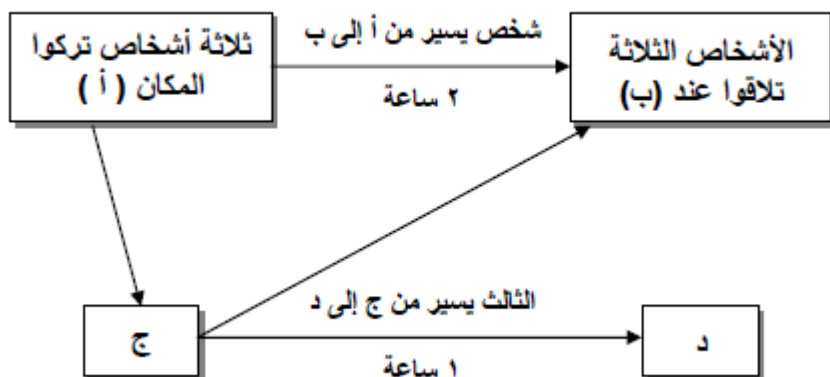 ثلاثة أشخاص تركوا
المكان ( أ )
شخص يسير من أ إلى ب
٢ ساعة
الأشخاص الثلاثة
تلاقوا عند (ب)
ج
الثالث يسير من ج إلى د
١ ساعة
د